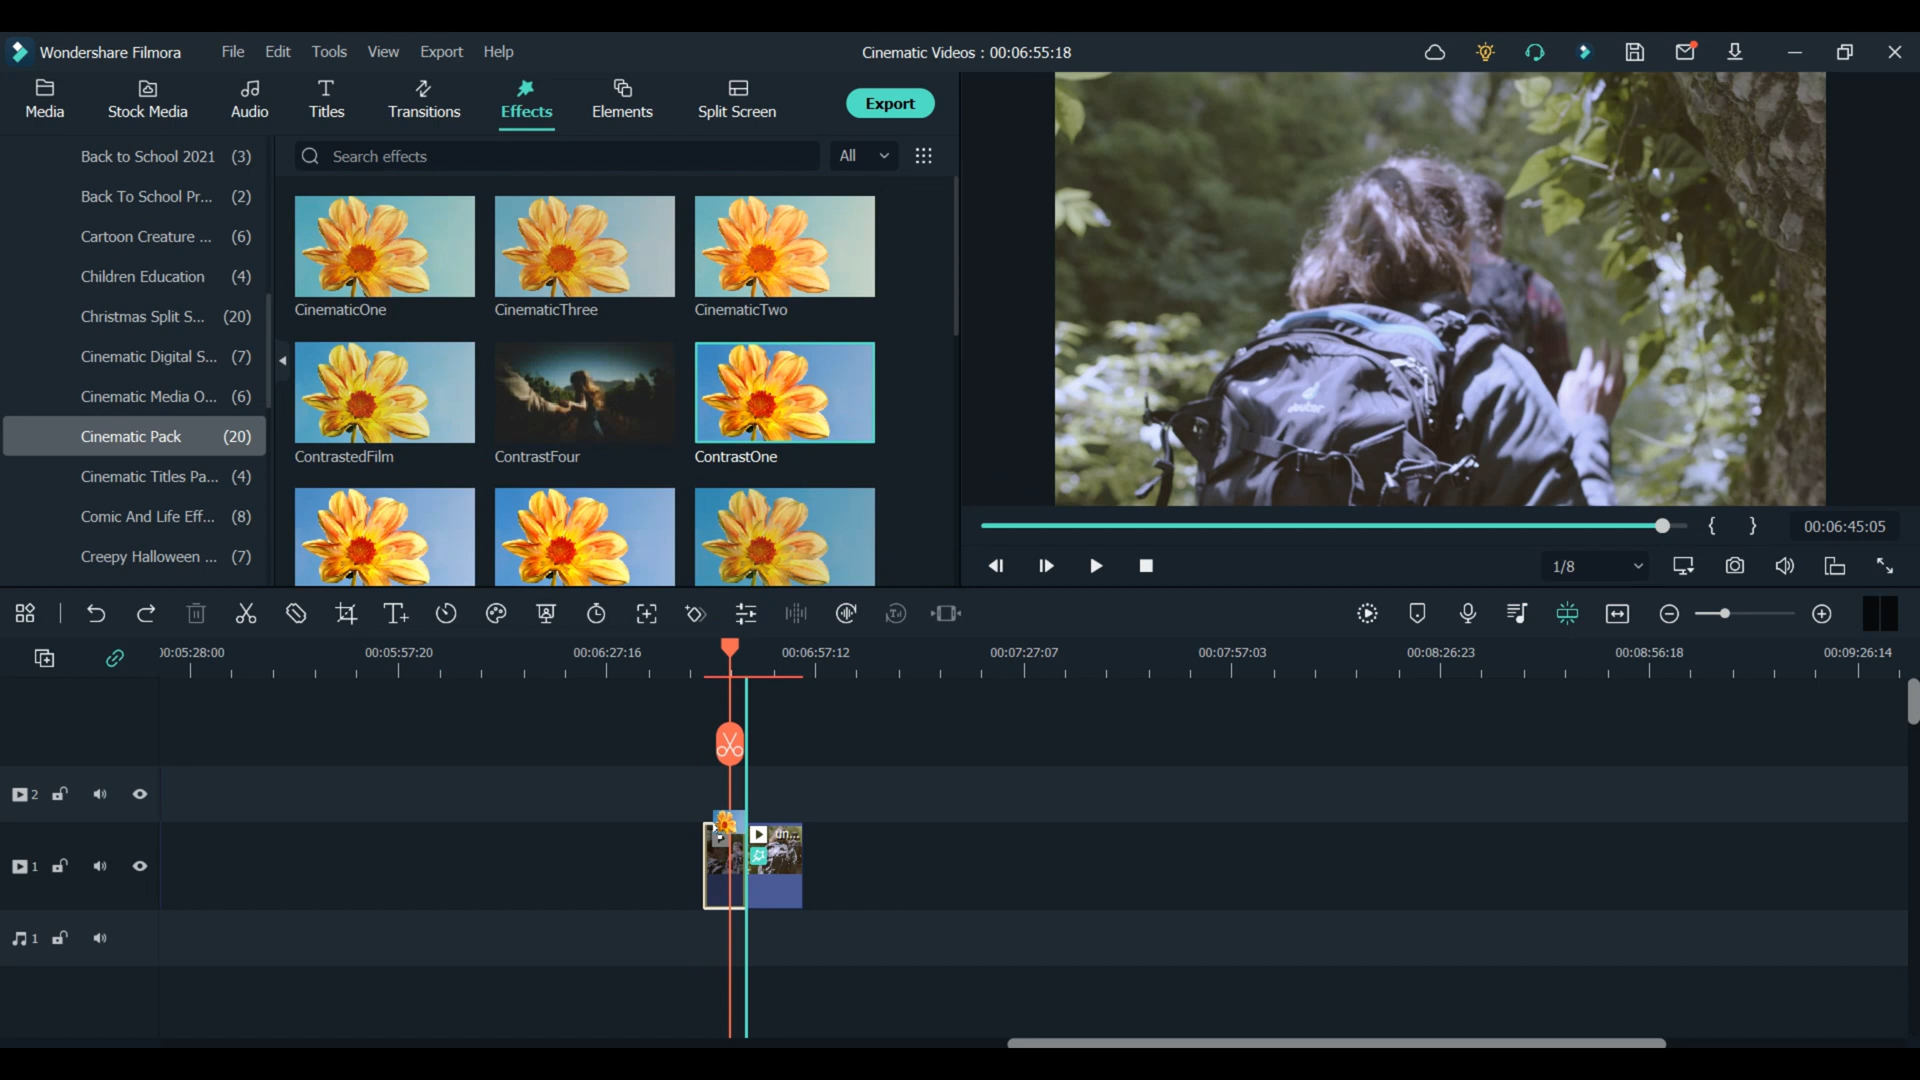 Wondershare Filmora File Edit Tools View Export Help Cinematic Videos : 00:06:55:18
Media Stock Media Audio Titles Transitions Effects Elements Split Screen Export
Back to School 2021 (3)
Back To School Pr... (2)
Cartoon Creature ... (6)
Children Education (4)
Christmas Split S... (20)
Cinematic Digital S... (7)
Cinematic Media O... (6)
Cinematic Pack (20)
Cinematic Titles Pa... (4)
Comic And Life Eff... (8)
Creepy Halloween ... (7)
Search effects All
CinematicOne CinematicThree CinematicTwo
ContrastedFilm ContrastFour ContrastOne
deuter
{ } 00:06:45:05
1/8
00:05:28:00 00:05:57:20 00:06:27:16 00:06:57:12 00:07:27:07 00:07:57:03 00:08:26:23 00:08:56:18 00:09:26:14
2
un...
1
1